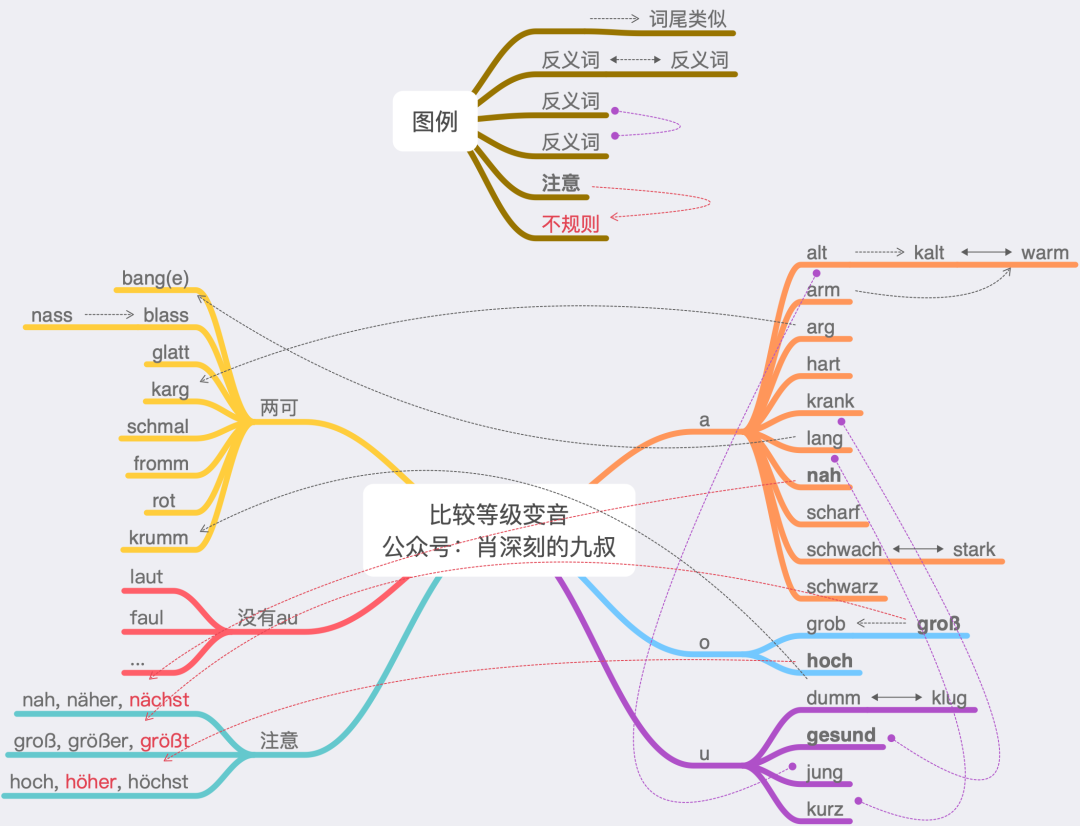 词尾类似
反义词 反义词
反义词
图例
反义词
注意
不规则
alt kalt warm
arm
arg
hart
krank
a
lang
nah
scharf
schwach stark
schwarz
bang(e)
nass blass
glatt
karg
两可
schmal
fromm
rot
krumm
比较等级变音
公众号：肖深刻的九叔
laut
faul
没有au
...
grob groß
o
hoch
nah, näher, nächst
groß, größer, größt
注意
hoch, höher, höchst
dumm klug
gesund
u
jung
kurz